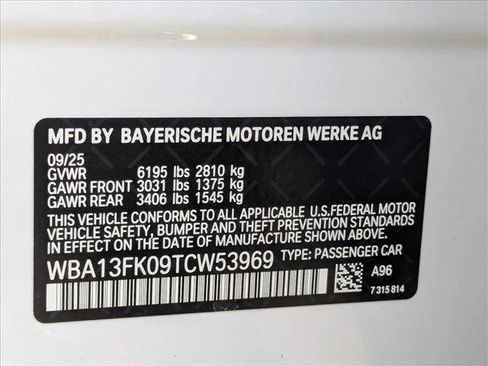 MFD BY BAYERISCHE MOTOREN WERKE AG
09/25
GVWR 6195 lbs 2810 kg
GAWR FRONT 3031 lbs 1375 kg
GAWR REAR 3406 lbs 1545 kg
THIS VEHICLE CONFORMS TO ALL APPLICABLE U.S.FEDERAL MOTOR
VEHICLE SAFETY, BUMPER, AND THEFT PREVENTION STANDARDS
IN EFFECT ON THE DATE OF MANUFACTURE SHOWN ABOVE.
WBA13FK09TCW53969 TYPE: PASSENGER CAR
A96
7 315 814